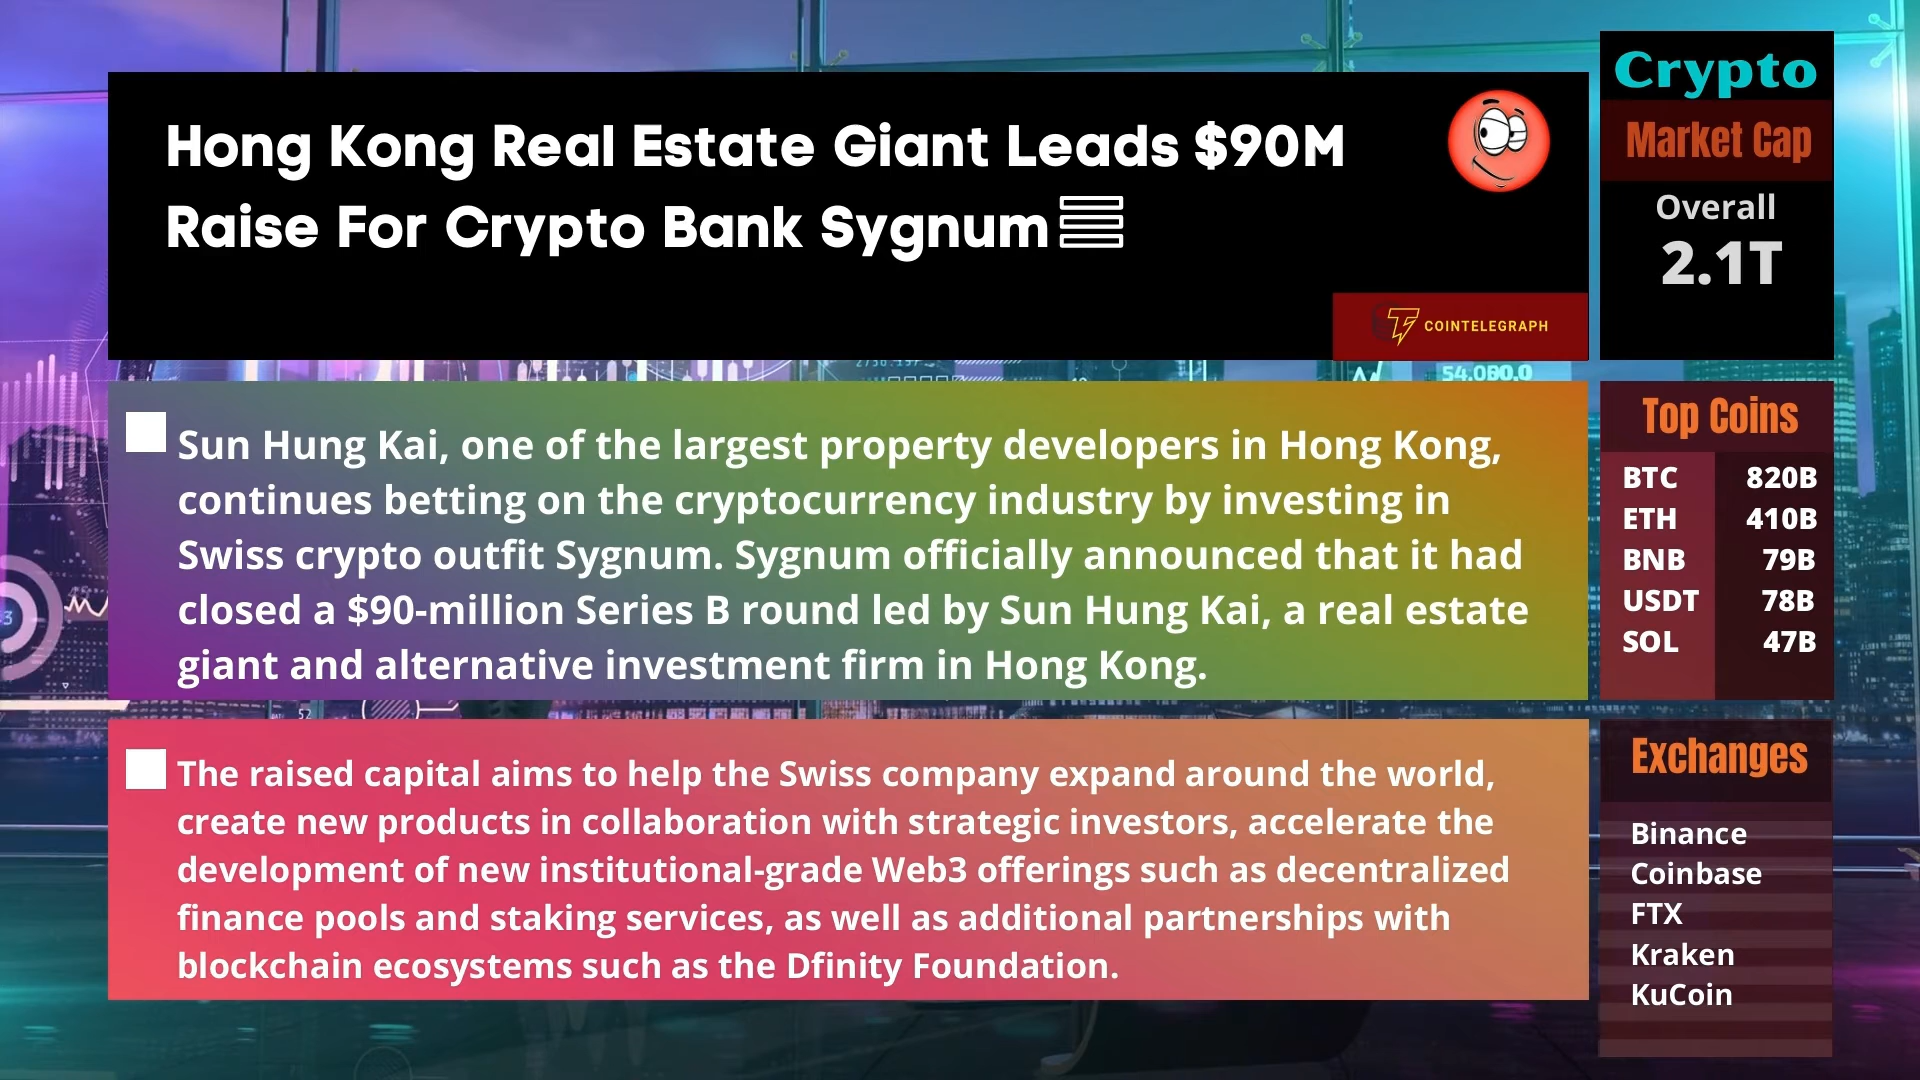 Hong Kong Real Estate Giant Leads $90M
Raise For Crypto Bank Sygnum
COINTELEGRAPH
Sun Hung Kai, one of the largest property developers in Hong Kong,
continues betting on the cryptocurrency industry by investing in
Swiss crypto outfit Sygnum. Sygnum officially announced that it had
closed a $90-million Series B round led by Sun Hung Kai, a real estate
giant and alternative investment firm in Hong Kong.
The raised capital aims to help the Swiss company expand around the world,
create new products in collaboration with strategic investors, accelerate the
development of new institutional-grade Web3 offerings such as decentralized
finance pools and staking services, as well as additional partnerships with
blockchain ecosystems such as the Dfinity Foundation.
Crypto
Market Cap
Overall
2.1T
Top Coins
BTC 820B
ETH 410B
BNB 79B
USDT 78B
SOL 47B
Exchanges
Binance
Coinbase
FTX
Kraken
KuCoin
52